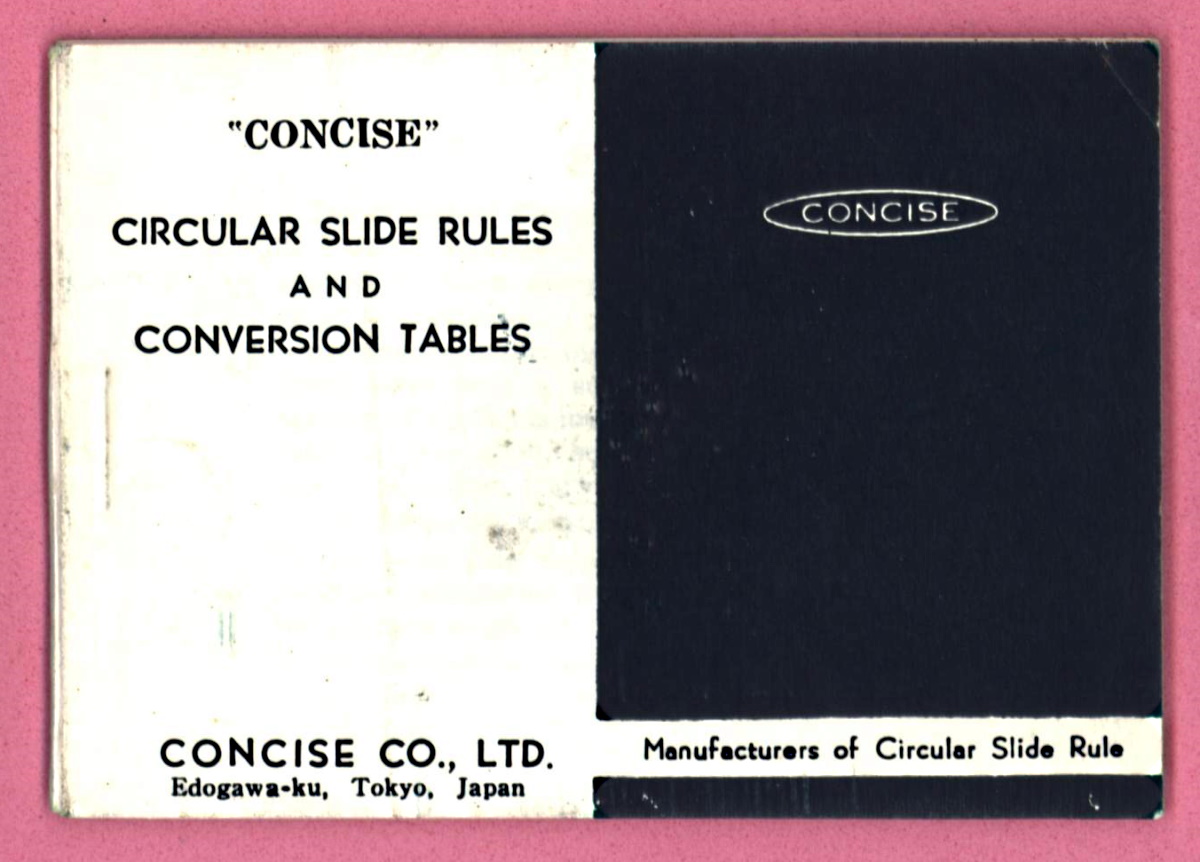 "CONCISE"
CIRCULAR SLIDE RULES
AND
CONVERSION TABLES
CONCISE CO., LTD.
Edogawa-ku, Tokyo, Japan
CONCISE
Manufacturers of Circular Slide Rule